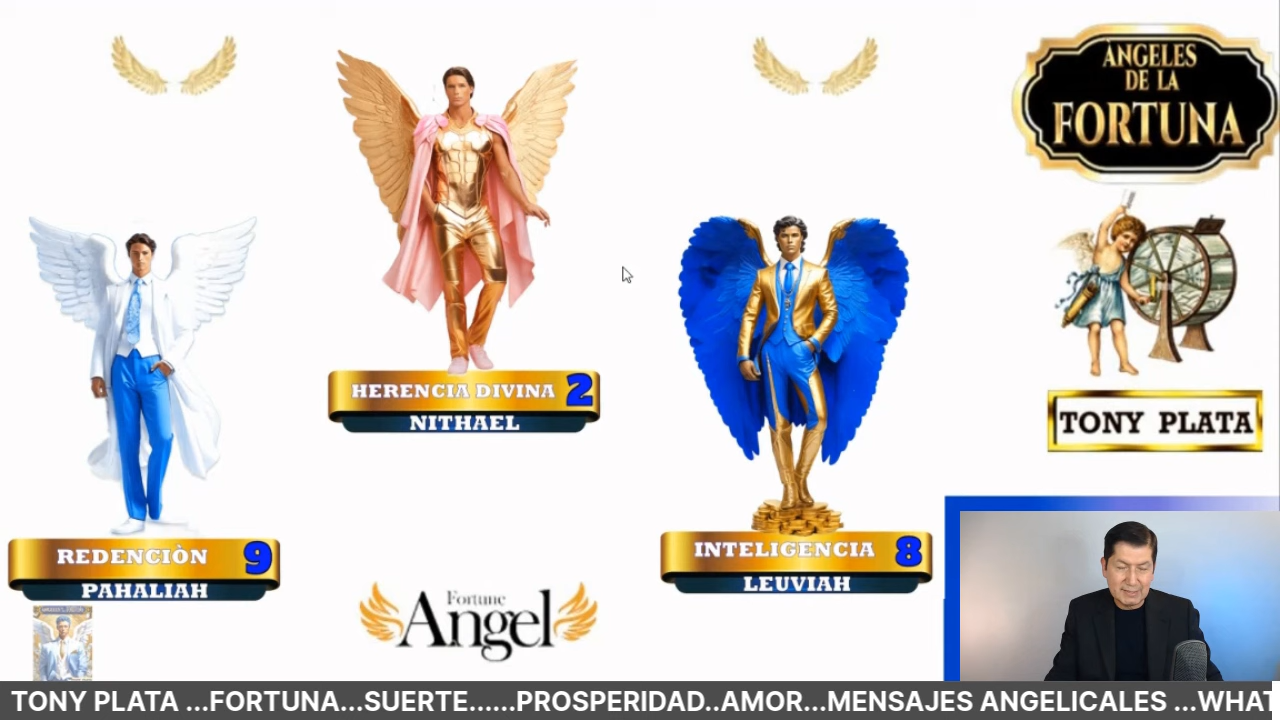 ÀNGELES
DE LA
FORTUNA
HERENCIA DIVINA 2
NITHAEL
TONY PLATA
REDENCIÒN 9
PAHALIAH
INTELIGENCIA 8
LEUVIAH
Fortune
Angel
TONY PLATA ...FORTUNA...SUERTE......PROSPERIDAD..AMOR...MENSAJES ANGELICALES ...WHAT